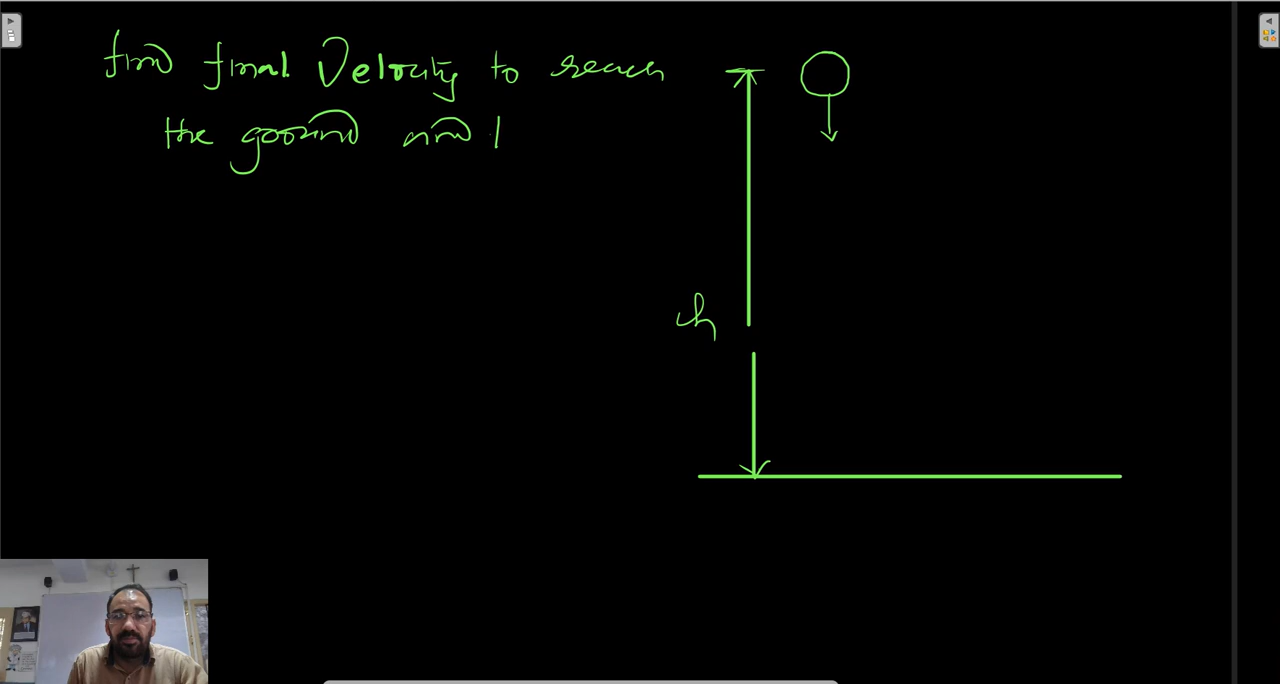 find final Velocity to reach
the ground and
h